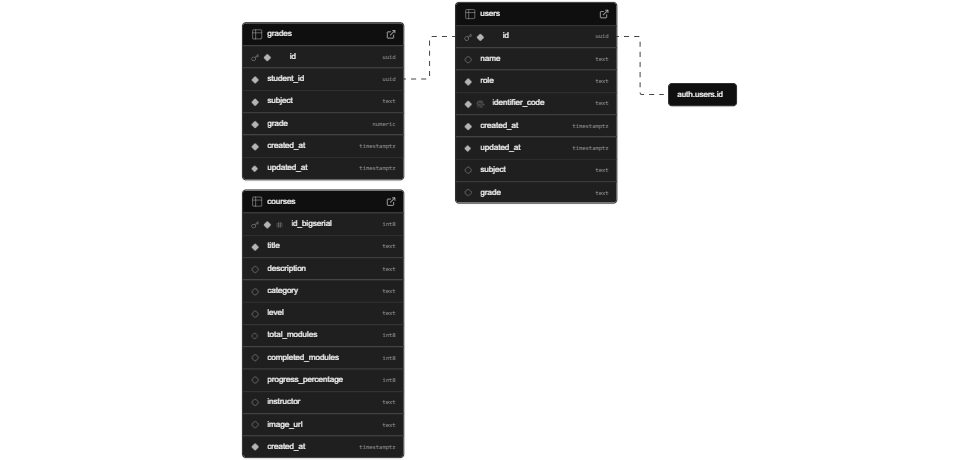 grades
id uuid
student_id uuid
subject text
grade numeric
created_at timestamptz
updated_at timestamptz
courses
id_bigserial int8
title text
description text
category text
level text
total_modules int8
completed_modules int8
progress_percentage int8
instructor text
image_url text
created_at timestamptz
users
id uuid
name text
role text
identifier_code text
created_at timestamptz
updated_at timestamptz
subject text
grade text
auth.users.id